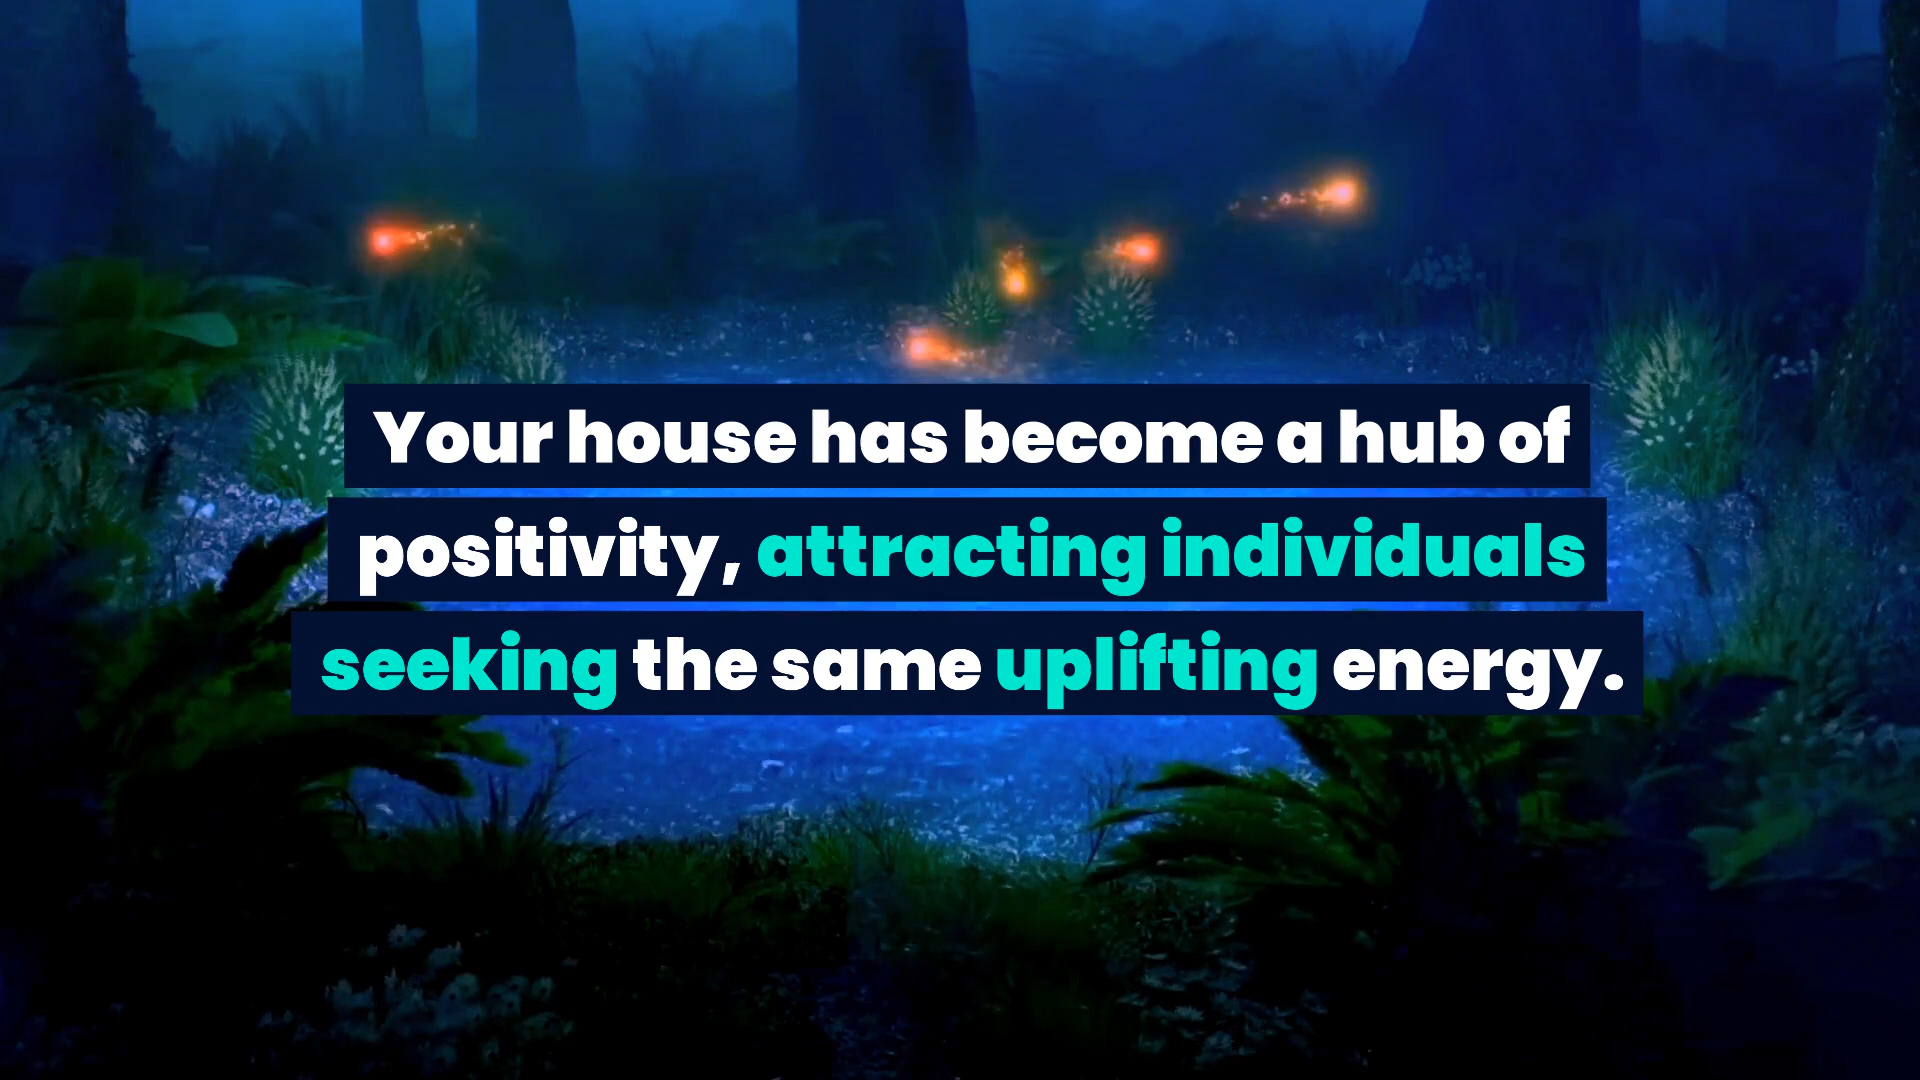 Your house has become a hub of
positivity, attracting individuals
seeking the same uplifting energy.